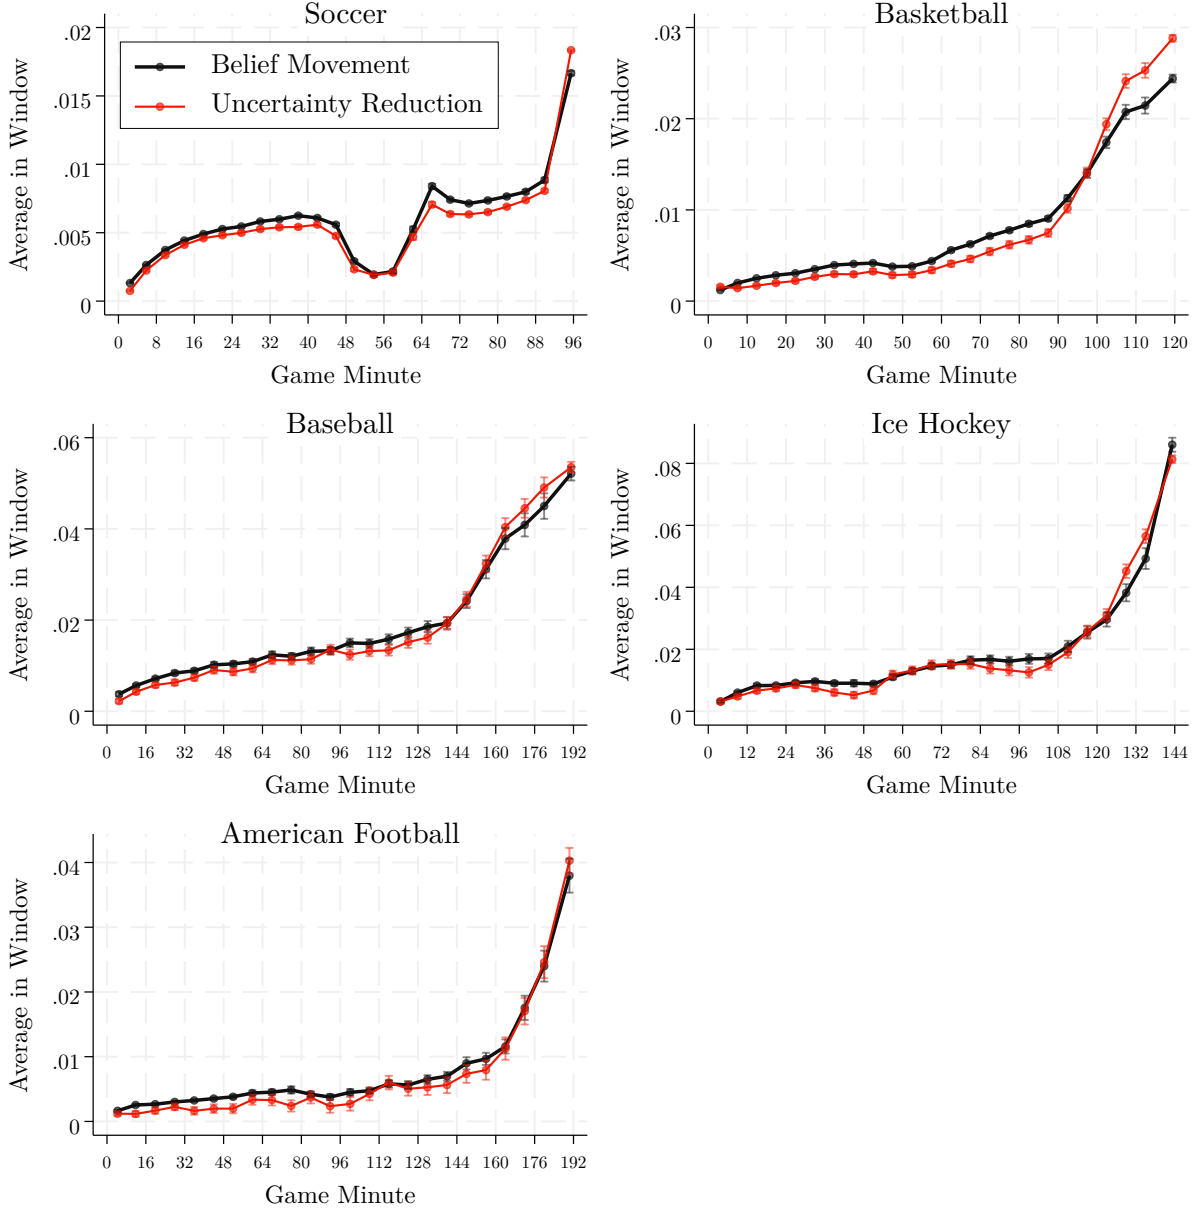 Soccer
.02
.015
.01
.005
0
Average in Window
Belief Movement
Uncertainty Reduction
0 8 16 24 32 40 48 56 64 72 80 88 96
Game Minute
Basketball
.03
.02
.01
0
Average in Window
0 10 20 30 40 50 60 70 80 90 100 110 120
Game Minute
Baseball
.06
.04
.02
0
Average in Window
0 16 32 48 64 80 96 112 128 144 160 176 192
Game Minute
Ice Hockey
.08
.06
.04
.02
0
Average in Window
0 12 24 36 48 60 72 84 96 108 120 132 144
Game Minute
American Football
.04
.03
.02
.01
0
Average in Window
0 16 32 48 64 80 96 112 128 144 160 176 192
Game Minute